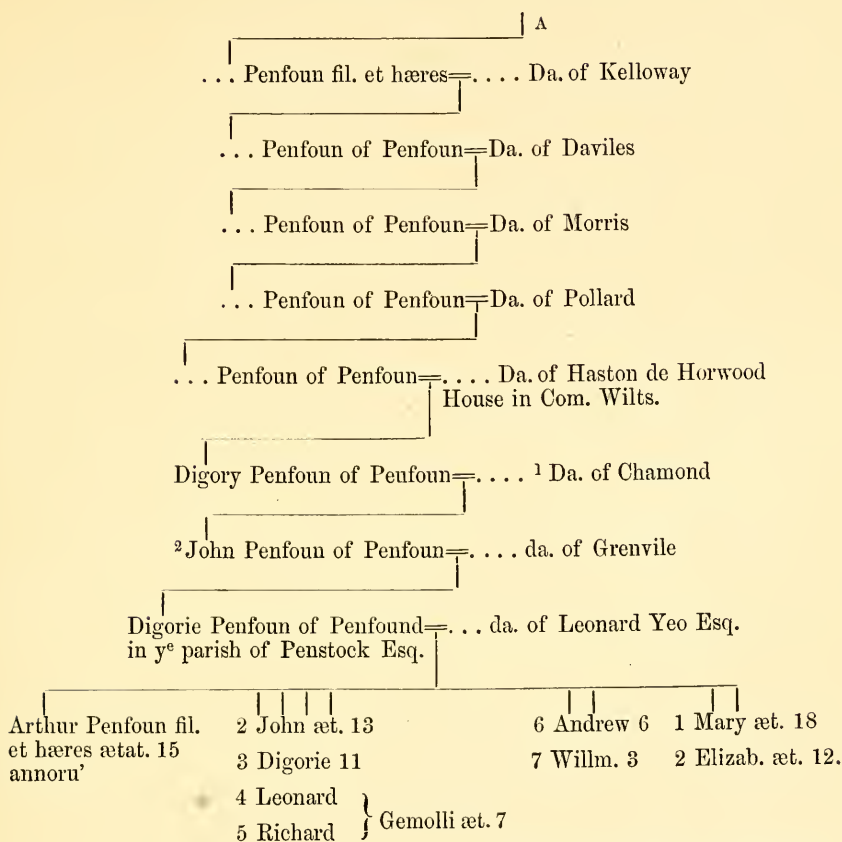 A
. . . Penfoun fil. et hæres=. . . . Da. of Kelloway
. . . Penfoun of Penfoun=Da. of Daviles
. . . Penfoun of Penfoun=Da. of Morris
. . . Penfoun of Penfoun=Da. of Pollard
. . . Penfoun of Penfoun=. . . . Da. of Haston de Horwood
House in Com. Wilts.
Digory Penfoun of Penfoun=. . . . ¹ Da. of Chamond
²John Penfoun of Penfoun=. . . . da. of Grenvile
Digorie Penfoun of Penfound=. . . da. of Leonard Yeo Esq.
in yᵉ parish of Penstock Esq.
Arthur Penfoun fil.
et hæres ætat. 15
annoru'
2 John æt. 13
3 Digorie 11
4 Leonard
5 Richard
Gemolli æt. 7
6 Andrew 6
7 Willm. 3
1 Mary æt. 18
2 Elizab. æt. 12.